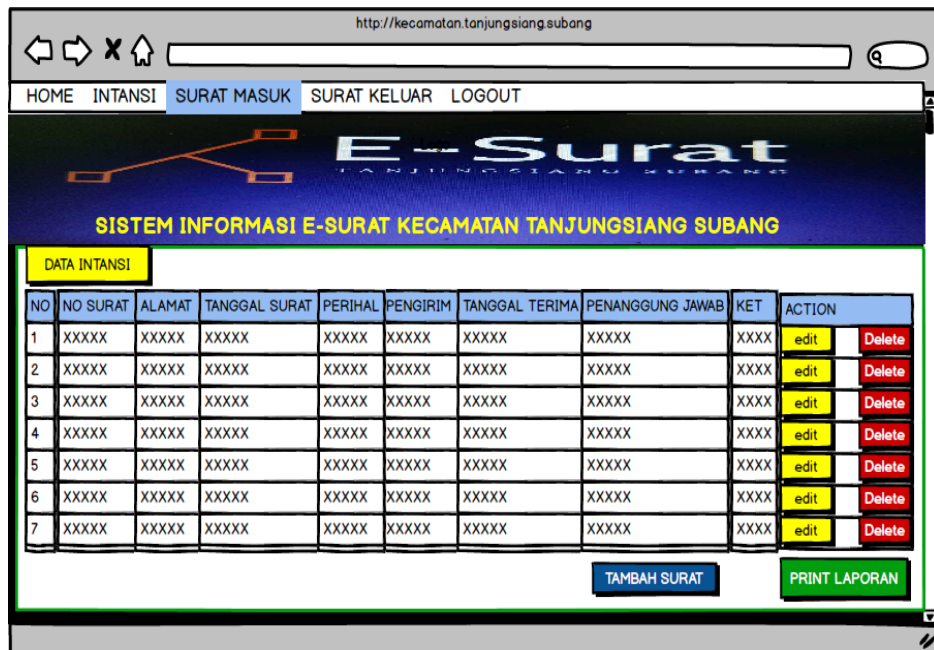 http://kecamatan.tanjungsiang.subang
HOME INTANSI SURAT MASUK SURAT KELUAR LOGOUT
E-Surat
TANJUNGSIANG SUBANG
SISTEM INFORMASI E-SURAT KECAMATAN TANJUNGSIANG SUBANG
DATA INTANSI
NO NO SURAT ALAMAT TANGGAL SURAT PERIHAL PENGIRIM TANGGAL TERIMA PENANGGUNG JAWAB KET ACTION
1 XXXXX XXXXX XXXXX XXXXX XXXXX XXXXX XXXXX XXXX edit Delete
2 XXXXX XXXXX XXXXX XXXXX XXXXX XXXXX XXXXX XXXX edit Delete
3 XXXXX XXXXX XXXXX XXXXX XXXXX XXXXX XXXXX XXXX edit Delete
4 XXXXX XXXXX XXXXX XXXXX XXXXX XXXXX XXXXX XXXX edit Delete
5 XXXXX XXXXX XXXXX XXXXX XXXXX XXXXX XXXXX XXXX edit Delete
6 XXXXX XXXXX XXXXX XXXXX XXXXX XXXXX XXXXX XXXX edit Delete
7 XXXXX XXXXX XXXXX XXXXX XXXXX XXXXX XXXXX XXXX edit Delete
TAMBAH SURAT PRINT LAPORAN